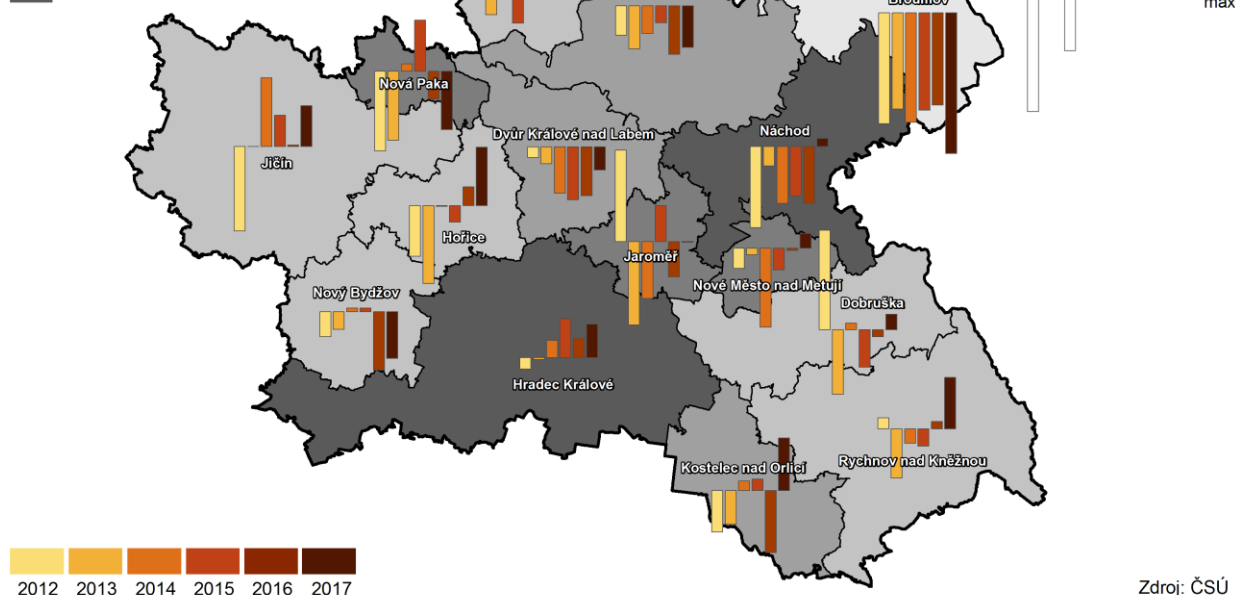 max
Broumov
Nová Paka
Dvůr Králové nad Labem
Náchod
Jičín
Hořice
Jaroměř
Nové Město nad Metují
Nový Bydžov
Dobruška
Hradec Králové
Rychnov nad Kněžnou
Kostelec nad Orlicí
2012 2013 2014 2015 2016 2017
Zdroj: ČSÚ